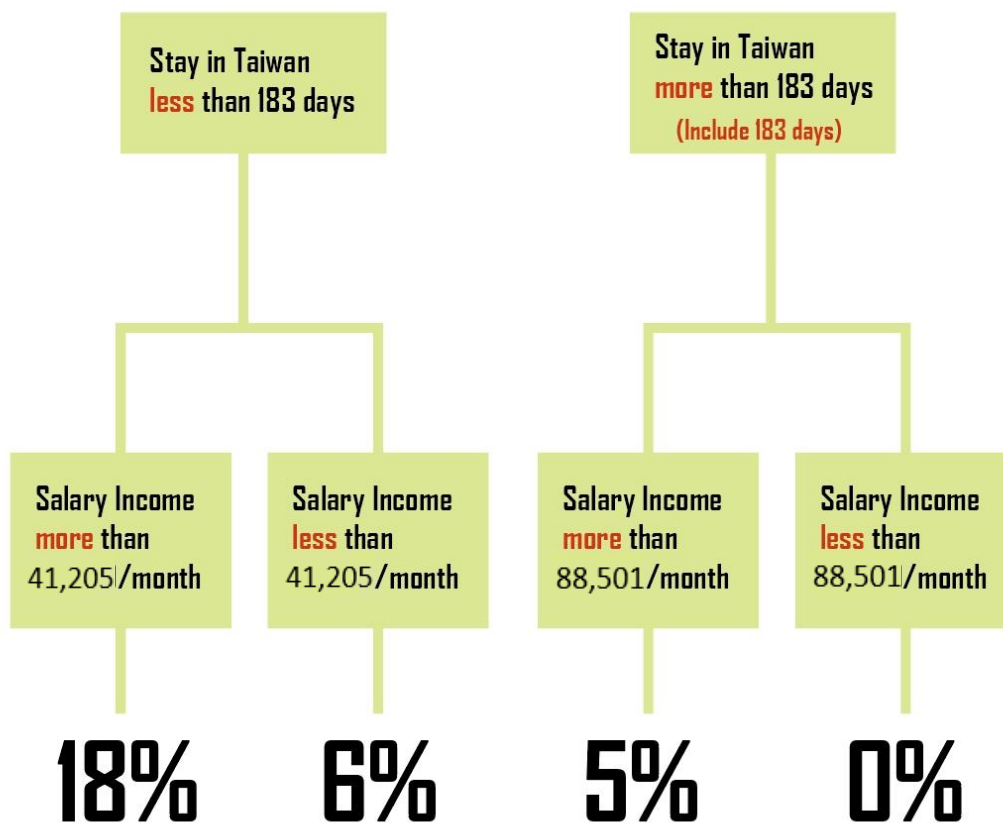 Stay in Taiwan
less than 183 days
Stay in Taiwan
more than 183 days
(Include 183 days)
Salary Income
more than
41,205/month
Salary Income
less than
41,205/month
Salary Income
more than
88,501/month
Salary Income
less than
88,501/month
18%
6%
5%
0%